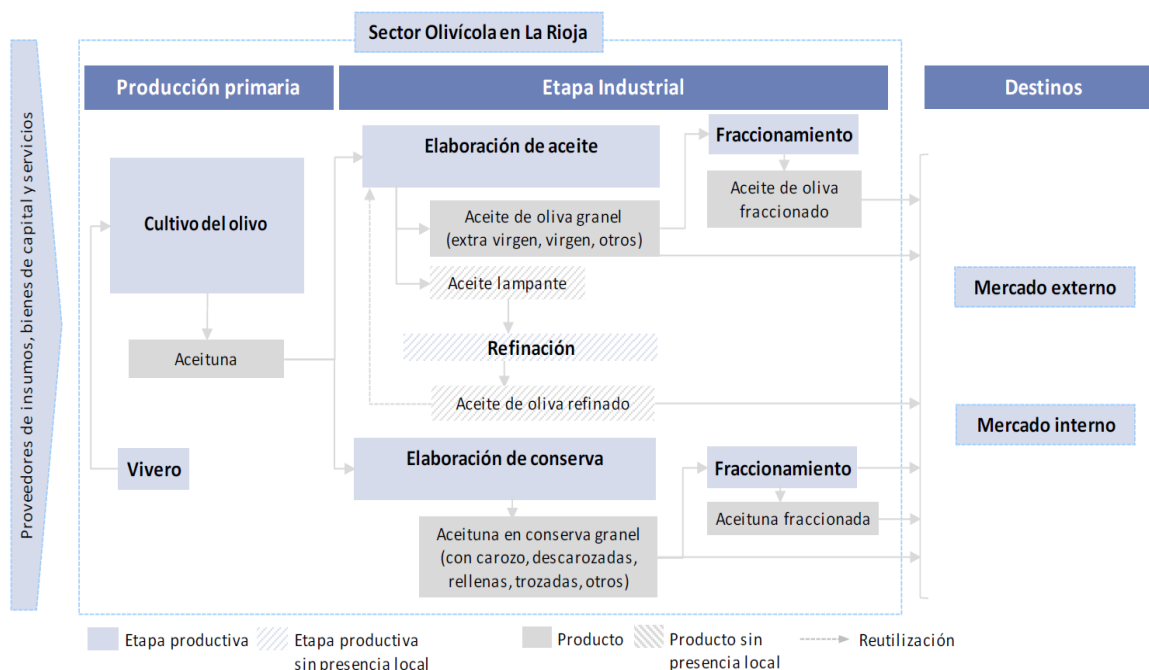 Sector Olivícola en La Rioja
Proveedores de insumos, bienes de capital y servicios
Producción primaria
Etapa Industrial
Destinos
Cultivo del olivo
Aceituna
Vivero
Elaboración de aceite
Aceite de oliva granel
(extra virgen, virgen, otros)
Aceite lampante
Refinación
Aceite de oliva refinado
Fraccionamiento
Aceite de oliva
fraccionado
Elaboración de conserva
Aceituna en conserva granel
(con carozo, descarozadas,
rellenas, trozadas, otros)
Fraccionamiento
Aceituna fraccionada
Mercado externo
Mercado interno
Etapa productiva
Etapa productiva
sin presencia local
Producto
Producto sin
presencia local
Reutilización